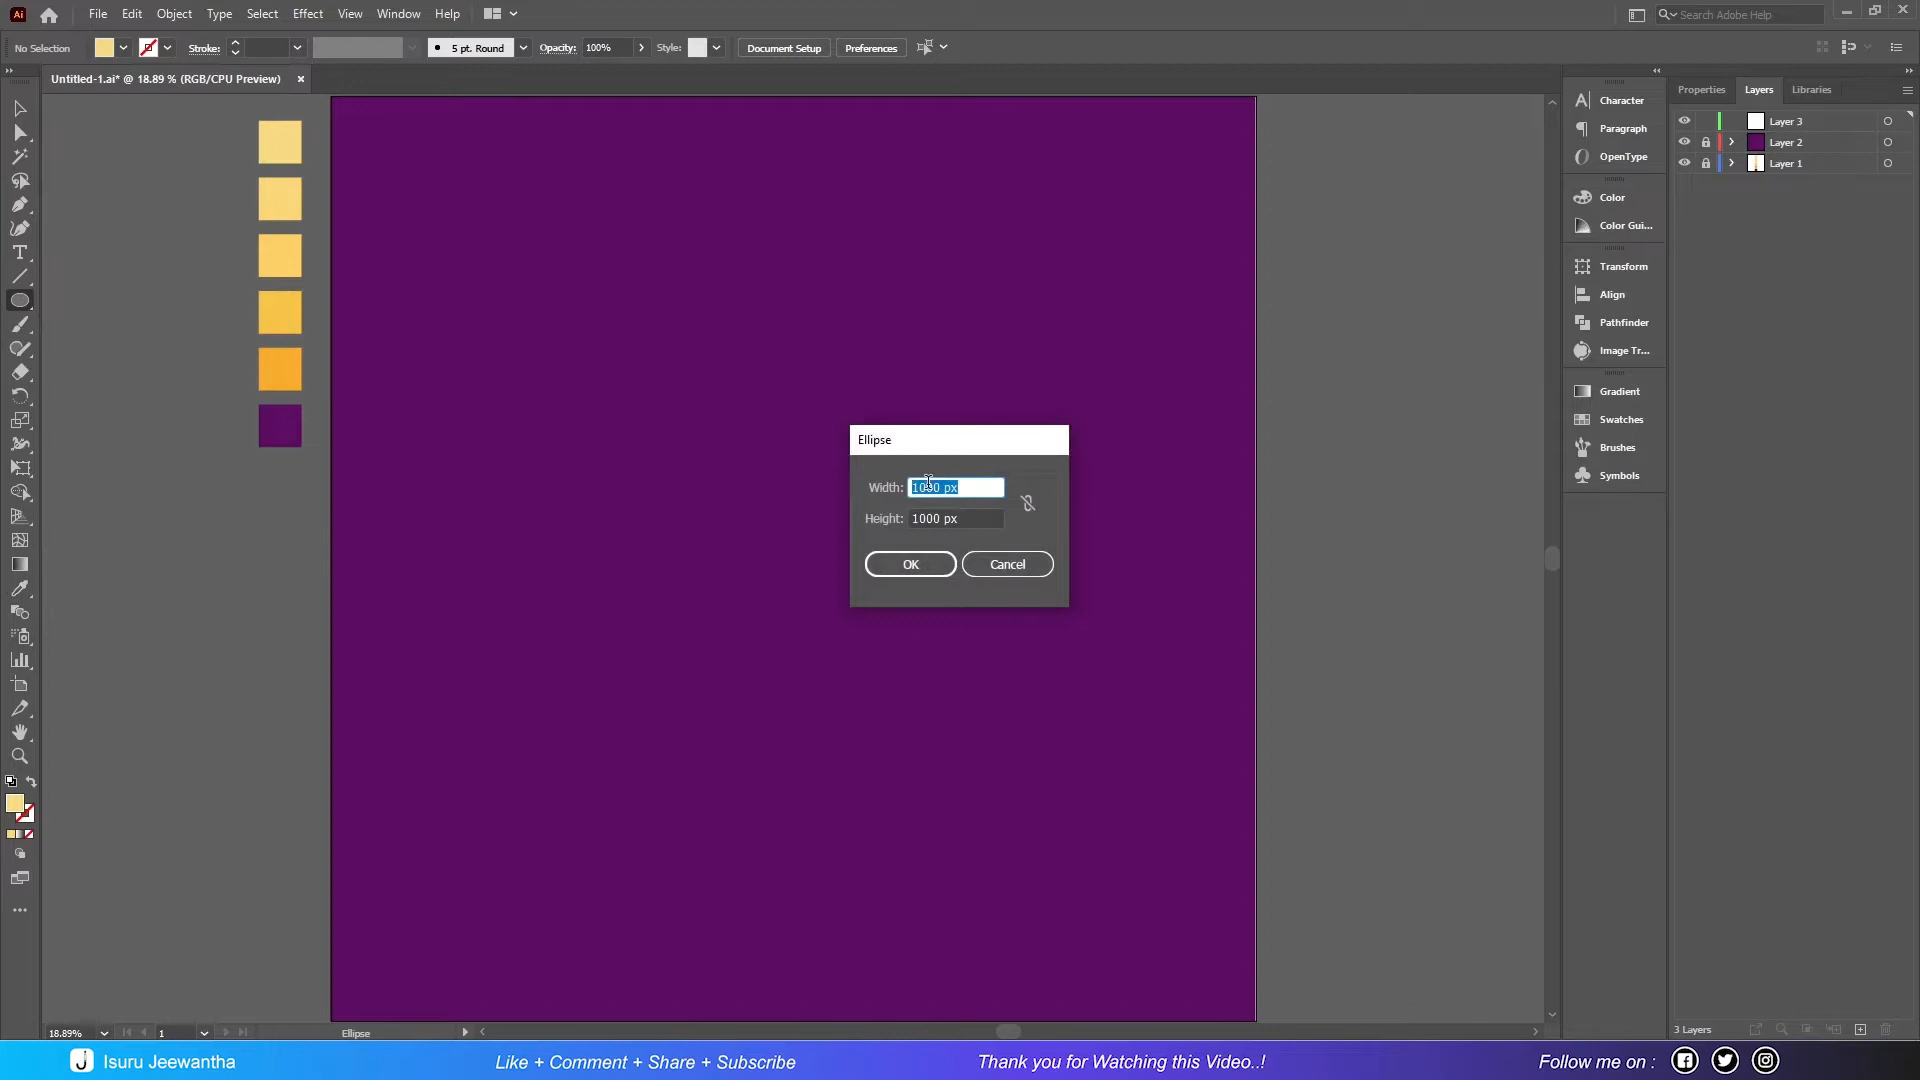 Ai File Edit Object Type Select Effect View Window Help Search Adobe Help
No Selection Stroke: 5 pt. Round Opacity: 100% Style: Document Setup Preferences
Untitled-1.ai* @ 18.89 % (RGB/CPU Preview) ×
Properties Layers Libraries
Character
Paragraph
OpenType
Color
Color Gui...
Transform
Align
Pathfinder
Image Tr...
Gradient
Swatches
Brushes
Symbols
Layer 3
Layer 2
Layer 1
Ellipse
Width: 1000 px
Height: 1000 px
OK Cancel
18.89% 1 Ellipse
3 Layers
Isuru Jeewantha Like + Comment + Share + Subscribe Thank you for Watching this Video..! Follow me on :